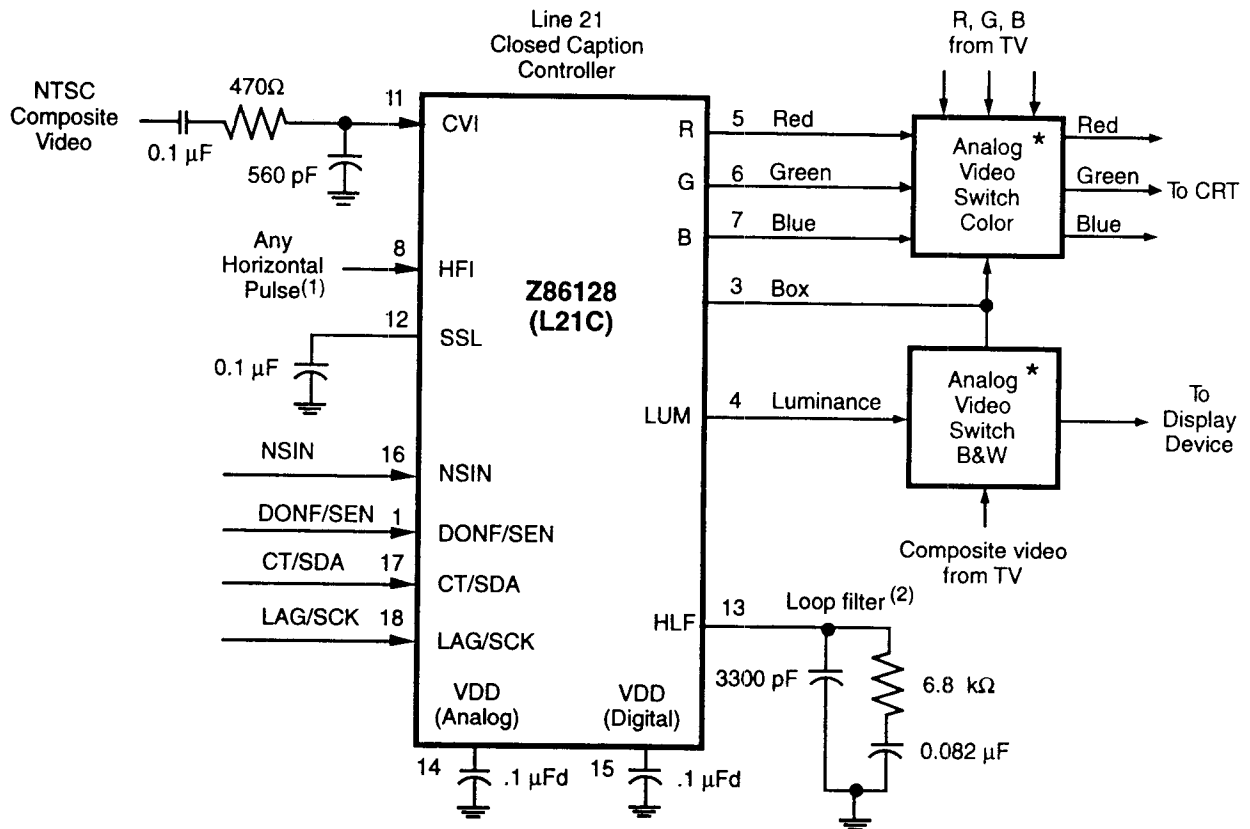 Line 21
Closed Caption
Controller
R, G, B
from TV
NTSC
Composite
Video
470Ω
0.1 µF
560 pF
11
CVI
R
5
Red
G
6
Green
B
7
Blue
3
Box
Analog *
Video
Switch
Color
Red
Green
Blue
To CRT
Any
Horizontal
Pulse(1)
8
HFI
Z86128
(L21C)
12
SSL
0.1 µF
LUM
4
Luminance
Analog *
Video
Switch
B&W
To
Display
Device
Composite video
from TV
NSIN
16
NSIN
DONF/SEN
1
DONF/SEN
CT/SDA
17
CT/SDA
LAG/SCK
18
LAG/SCK
HLF
13
Loop filter (2)
3300 pF
6.8 kΩ
0.082 µF
VDD
(Analog)
VDD
(Digital)
14
.1 µFd
15
.1 µFd